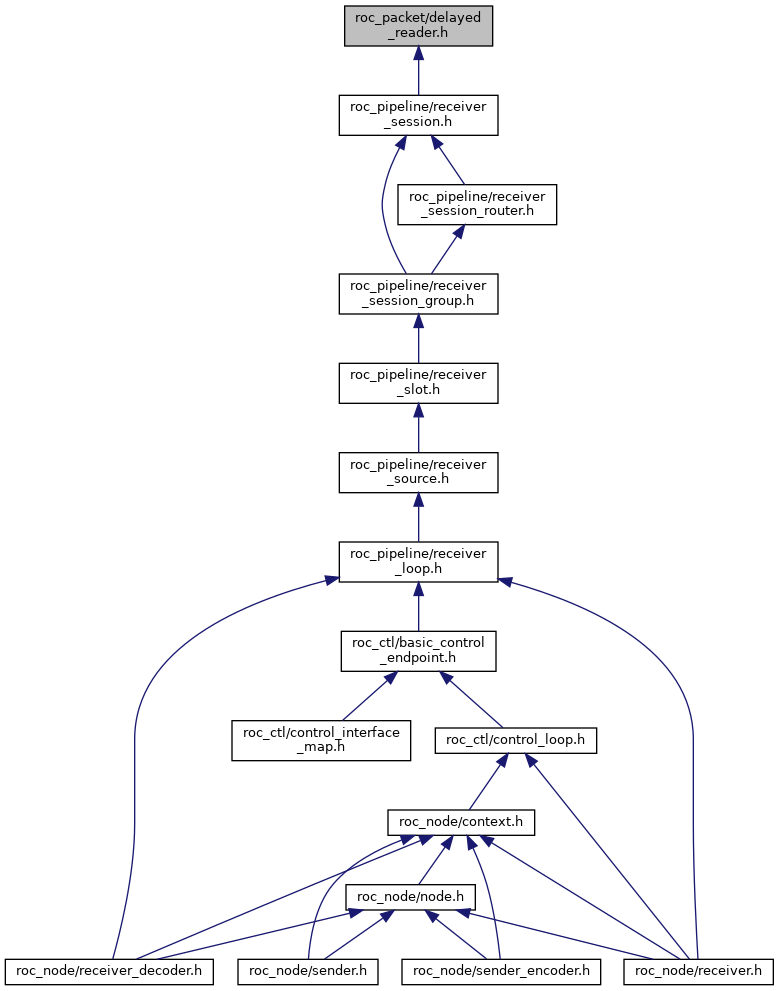 roc_packet/delayed
_reader.h
roc_pipeline/receiver
_session.h
roc_pipeline/receiver
_session_router.h
roc_pipeline/receiver
_session_group.h
roc_pipeline/receiver
_slot.h
roc_pipeline/receiver
_source.h
roc_pipeline/receiver
_loop.h
roc_ctl/basic_control
_endpoint.h
roc_ctl/control_interface
_map.h
roc_ctl/control_loop.h
roc_node/context.h
roc_node/node.h
roc_node/receiver_decoder.h
roc_node/sender.h
roc_node/sender_encoder.h
roc_node/receiver.h